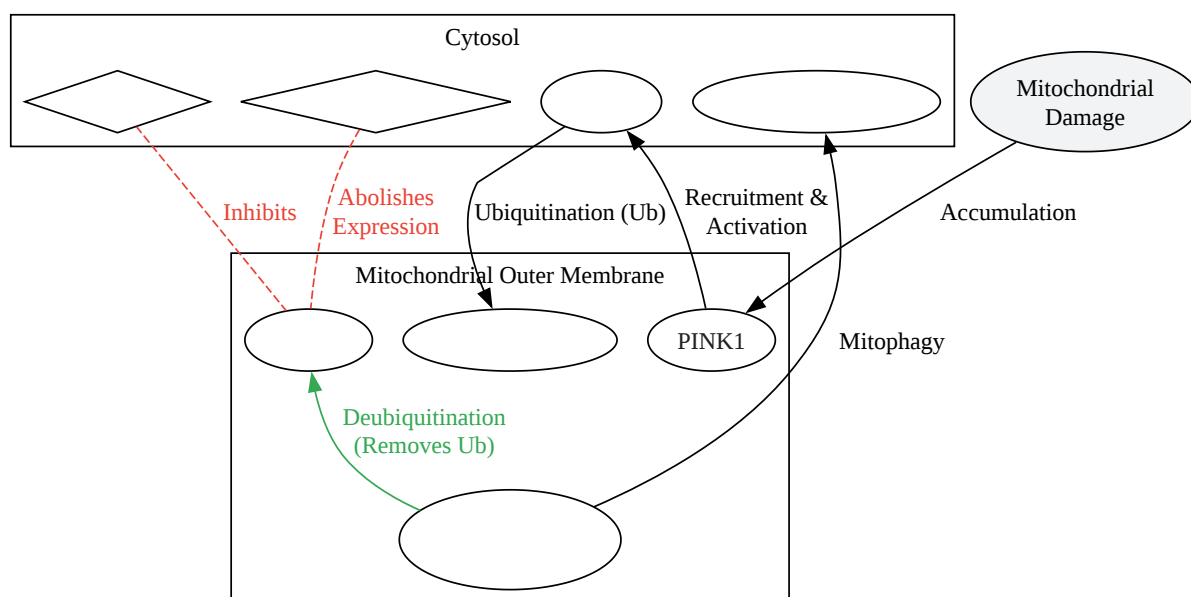 Cytosol
Mitochondrial
Damage
Inhibits
Abolishes
Expression
Ubiquitination (Ub)
Recruitment &
Activation
Accumulation
Mitochondrial Outer Membrane
PINK1
Mitophagy
Deubiquitination
(Removes Ub)